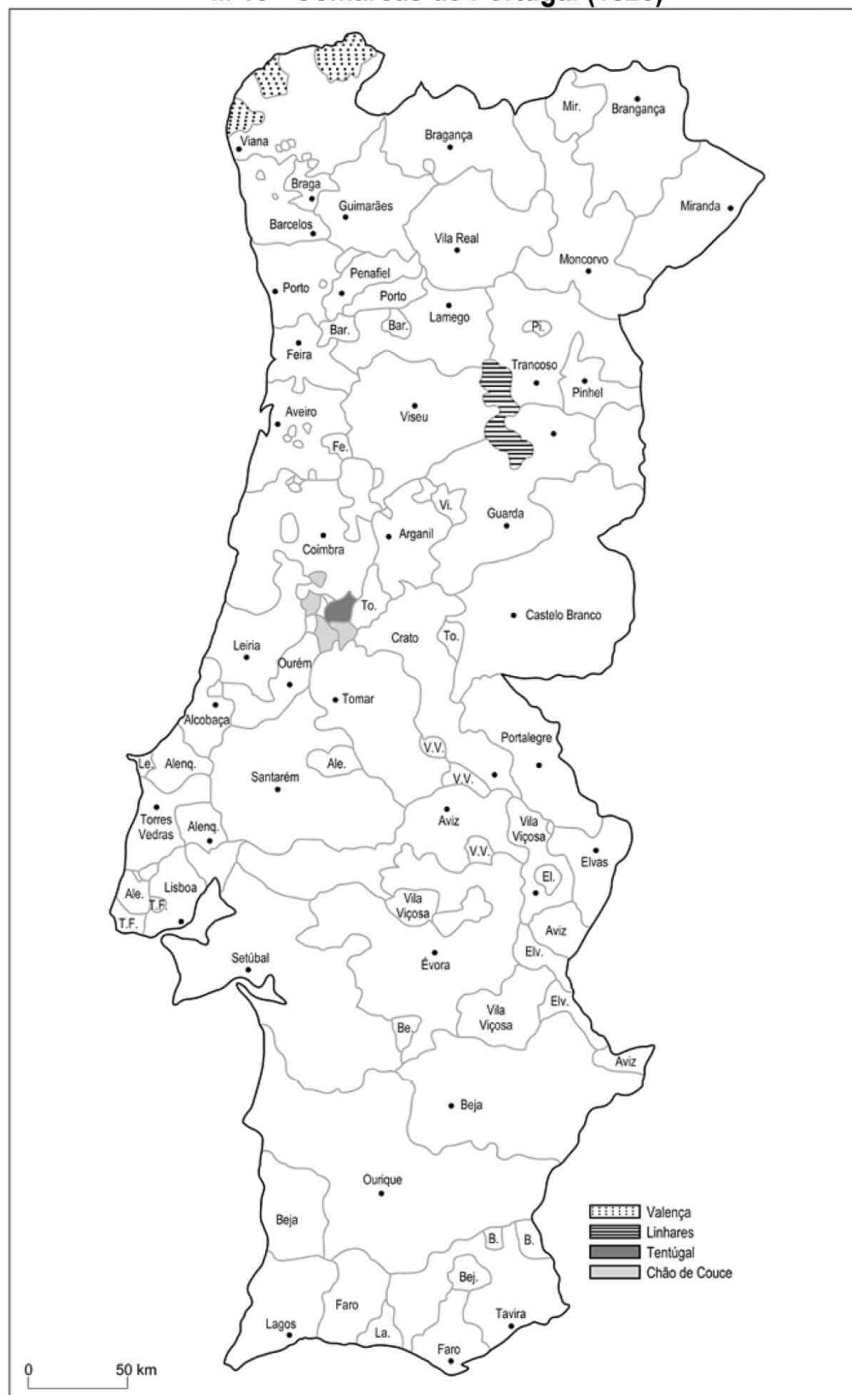 Mir.
Brangança
Bragança
Viana
Braga
Guimarães
Miranda
Barcelos
Vila Real
Moncorvo
Penafiel
Porto
Porto
Lamego
Bar.
Bar.
Pi.
Feira
Trancoso
Pinhel
Aveiro
Viseu
Fe.
Vi.
Guarda
Arganil
Coimbra
To.
Castelo Branco
Crato
To.
Leiria
Ourém
Tomar
Alcobaça
Portalegre
V.V.
Le.
Alenq.
Ale.
V.V.
Santarém
Aviz
Vila
Viçosa
Torres
Vedras
Alenq.
V.V.
Elvas
El.
Lisboa
Ale.
T.F.
Vila
Viçosa
T.F.
Aviz
Elv.
Setúbal
Évora
Elv.
Vila
Viçosa
Be.
Aviz
Beja
Ourique
Beja
B.
B.
Bej.
Faro
Tavira
Lagos
La.
Faro
Valença
Linhares
Tentúgal
Chão de Couce
0 50 km